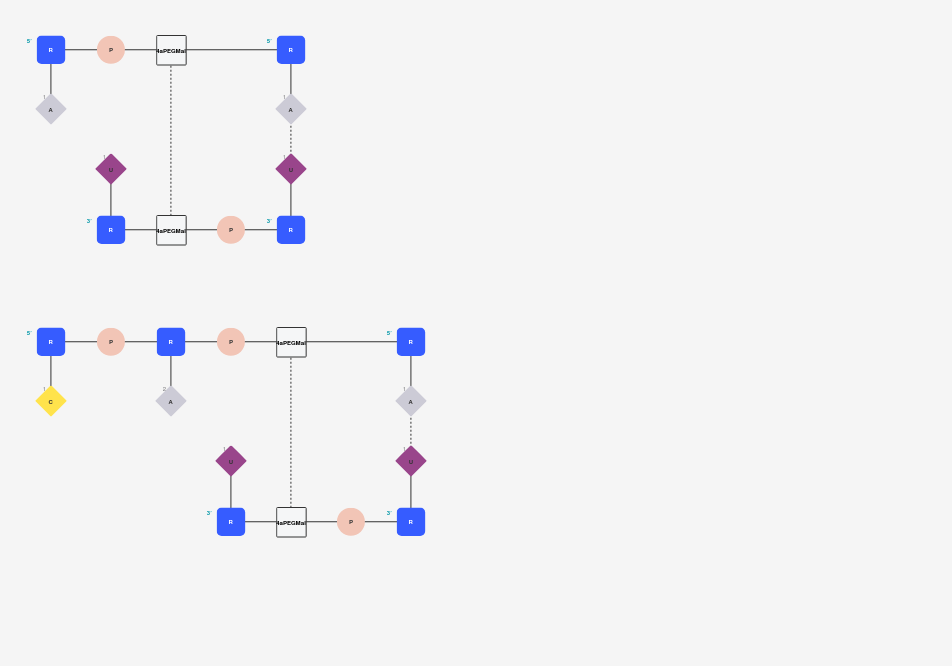 5' R P 4aPEGMal 5' R
1 A 1 A
1 U 1 U
3' R 4aPEGMal P 3' R
5' R P R P 4aPEGMal 5' R
1 C 2 A 1 A
1 U 1 U
3' R 4aPEGMal P 3' R